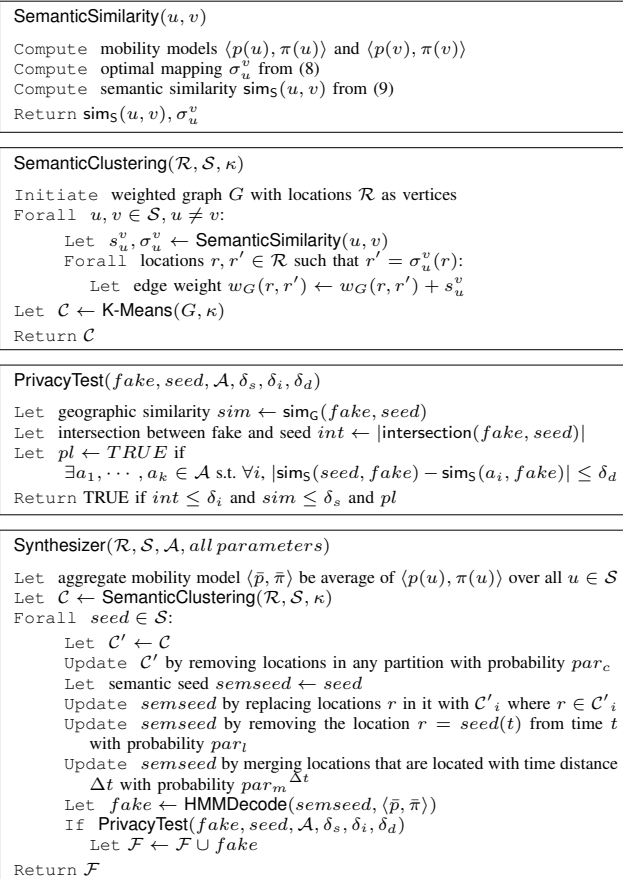 SemanticSimilarity(u, v)
Compute mobility models ⟨p(u), π(u)⟩ and ⟨p(v), π(v)⟩
Compute optimal mapping σ_u^v from (8)
Compute semantic similarity sim_S(u, v) from (9)
Return sim_S(u, v), σ_u^v
SemanticClustering(ℛ, 𝒮, κ)
Initiate weighted graph G with locations ℛ as vertices
Forall u, v ∈ 𝒮, u ≠ v:
Let s_u^v, σ_u^v ← SemanticSimilarity(u, v)
Forall locations r, r′ ∈ ℛ such that r′ = σ_u^v(r):
Let edge weight w_G(r, r′) ← w_G(r, r′) + s_u^v
Let 𝒞 ← K-Means(G, κ)
Return 𝒞
PrivacyTest(fake, seed, 𝒜, δ_s, δ_i, δ_d)
Let geographic similarity sim ← sim_G(fake, seed)
Let intersection between fake and seed int ← |intersection(fake, seed)|
Let pl ← TRUE if
∃a_1, ⋯ , a_k ∈ 𝒜 s.t. ∀i, |sim_S(seed, fake) − sim_S(a_i, fake)| ≤ δ_d
Return TRUE if int ≤ δ_i and sim ≤ δ_s and pl
Synthesizer(ℛ, 𝒮, 𝒜, all parameters)
Let aggregate mobility model ⟨p̄, π̄⟩ be average of ⟨p(u), π(u)⟩ over all u ∈ 𝒮
Let 𝒞 ← SemanticClustering(ℛ, 𝒮, κ)
Forall seed ∈ 𝒮:
Let 𝒞′ ← 𝒞
Update 𝒞′ by removing locations in any partition with probability par_c
Let semantic seed semseed ← seed
Update semseed by replacing locations r in it with 𝒞′_i where r ∈ 𝒞′_i
Update semseed by removing the location r = seed(t) from time t
with probability par_l
Update semseed by merging locations that are located with time distance
Δt with probability par_m^Δt
Let fake ← HMMDecode(semseed, ⟨p̄, π̄⟩)
If PrivacyTest(fake, seed, 𝒜, δ_s, δ_i, δ_d)
Let ℱ ← ℱ ∪ fake
Return ℱ